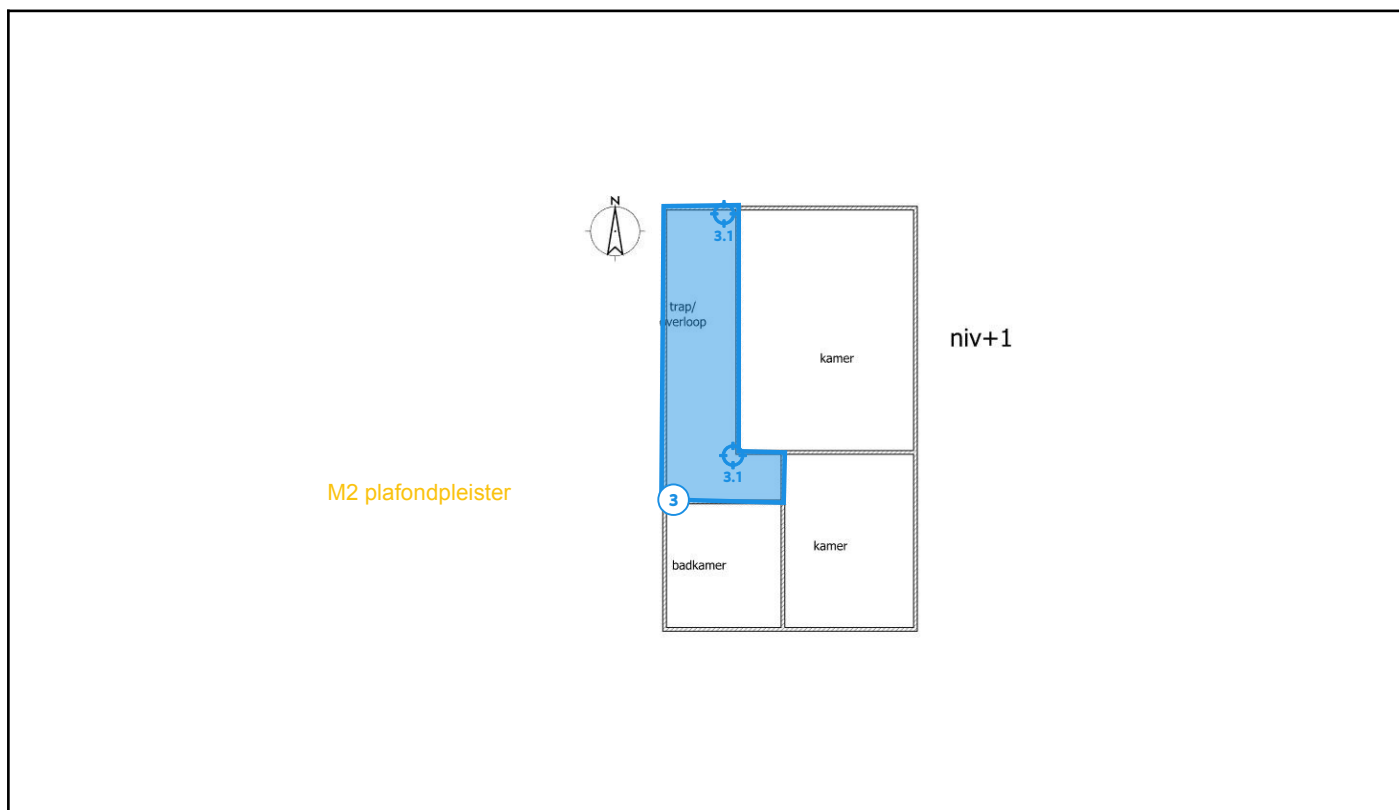 N
3.1
trap/
overloop
niv+1
kamer
3.1
M2 plafondpleister
3
kamer
badkamer